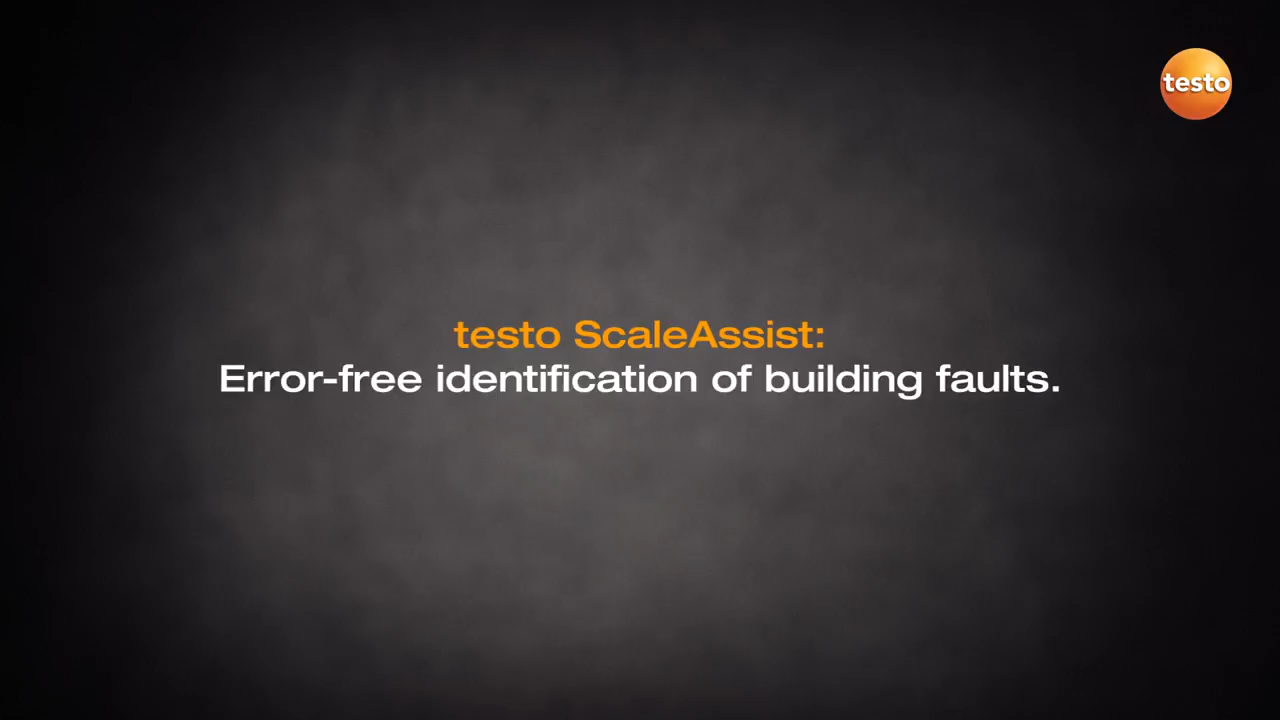 testo
testo ScaleAssist:
Error-free identification of building faults.